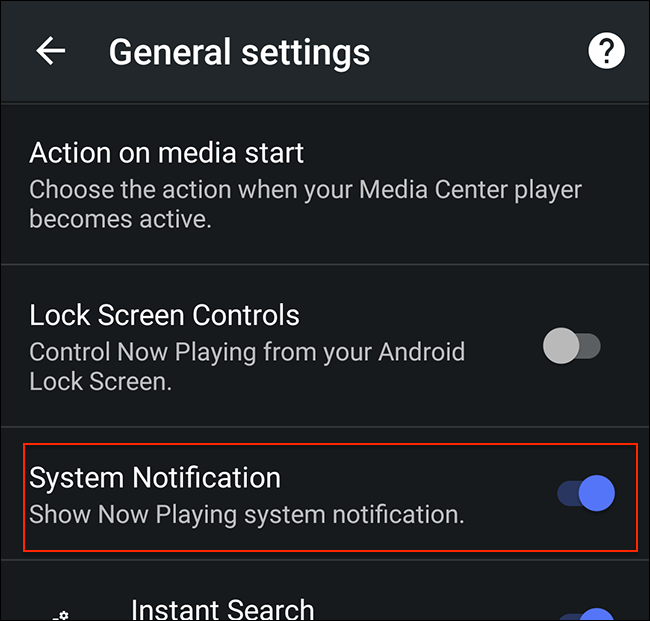 General settings
?
Action on media start
Choose the action when your Media Center player
becomes active.
Lock Screen Controls
Control Now Playing from your Android
Lock Screen.
System Notification
Show Now Playing system notification.
Instant Search